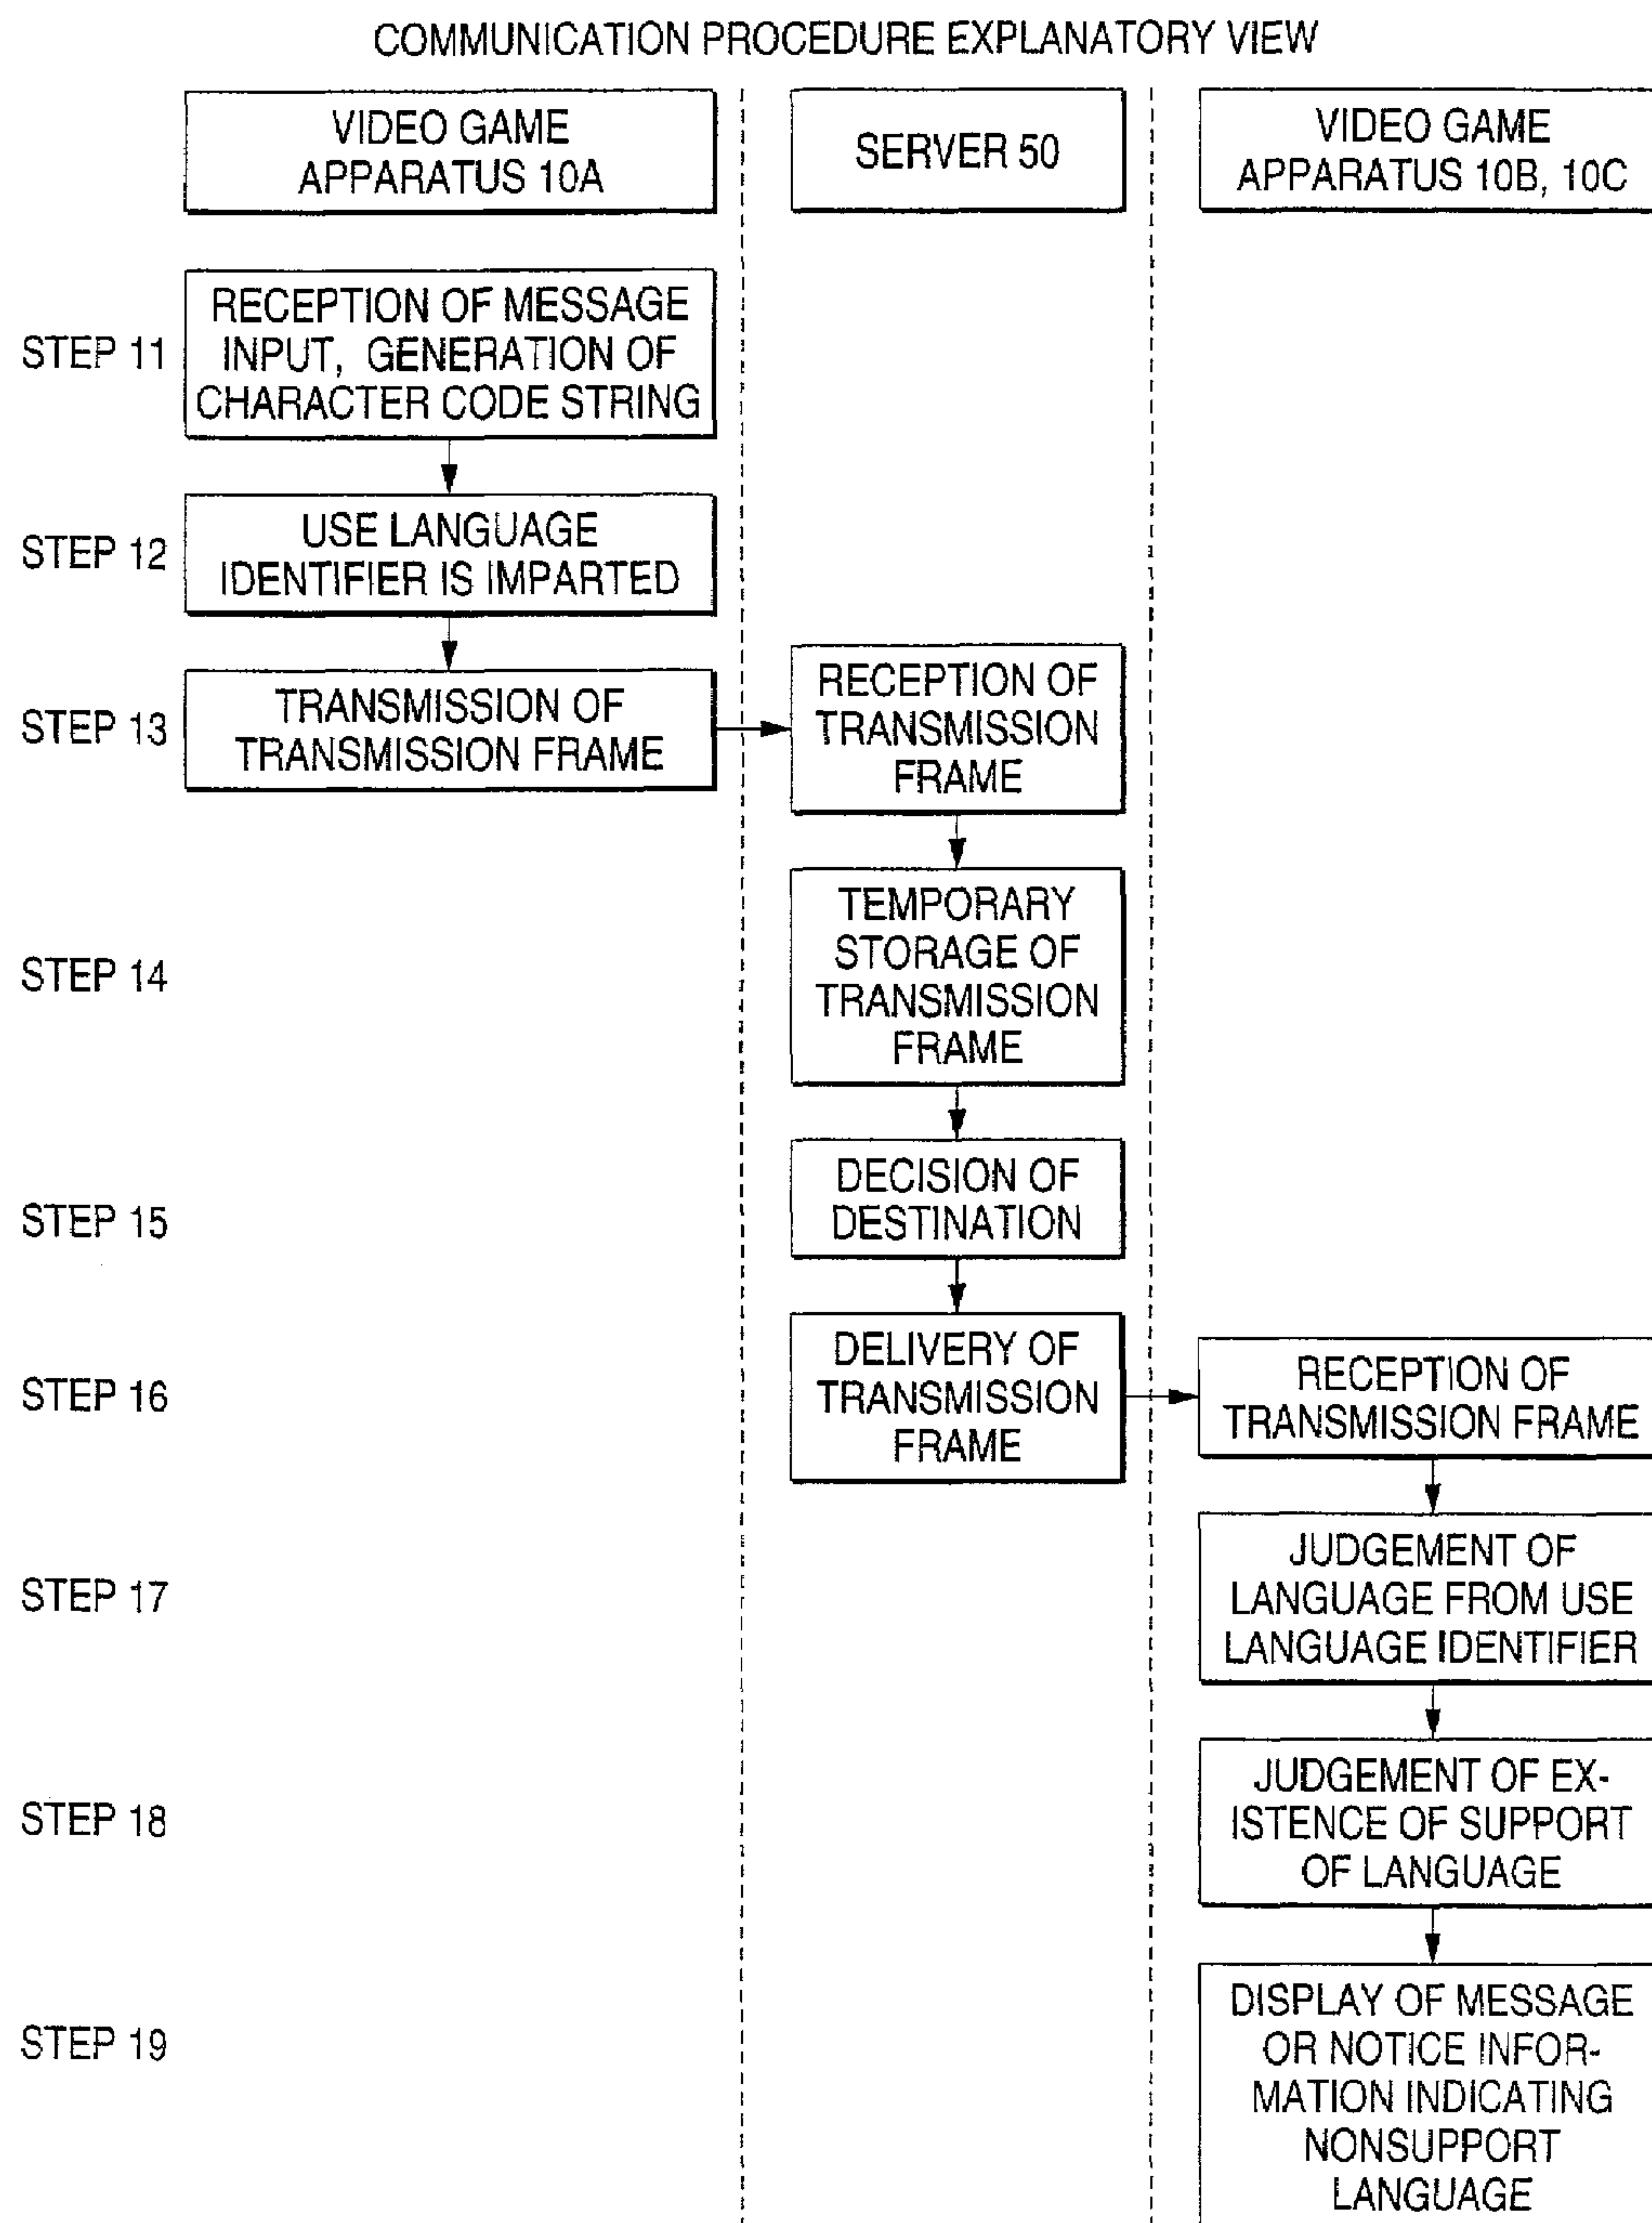 COMMUNICATION PROCEDURE EXPLANATORY VIEW
VIDEO GAME
APPARATUS 10A
SERVER 50
VIDEO GAME
APPARATUS 10B, 10C
STEP 11
RECEPTION OF MESSAGE
INPUT, GENERATION OF
CHARACTER CODE STRING
STEP 12
USE LANGUAGE
IDENTIFIER IS IMPARTED
STEP 13
TRANSMISSION OF
TRANSMISSION FRAME
RECEPTION OF
TRANSMISSION
FRAME
STEP 14
TEMPORARY
STORAGE OF
TRANSMISSION
FRAME
STEP 15
DECISION OF
DESTINATION
STEP 16
DELIVERY OF
TRANSMISSION
FRAME
RECEPTION OF
TRANSMISSION FRAME
STEP 17
JUDGEMENT OF
LANGUAGE FROM USE
LANGUAGE IDENTIFIER
STEP 18
JUDGEMENT OF EX-
ISTENCE OF SUPPORT
OF LANGUAGE
STEP 19
DISPLAY OF MESSAGE
OR NOTICE INFOR-
MATION INDICATING
NONSUPPORT
LANGUAGE